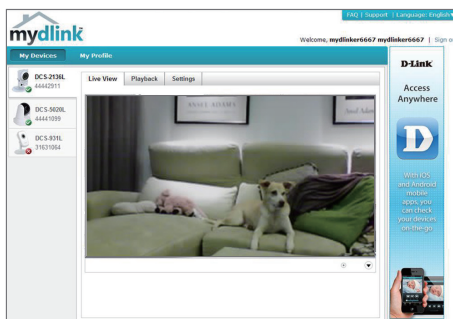 FAQ | Support | Language: English
mydlink
Welcome, mydlinker6667 mydlinker6667 | Sign o
My Devices My Profile
DCS-2136L
44442911
DCS-5020L
44441099
DCS-931L
31631064
Live View Playback Settings
ANSEL ADAMS
D-Link
Access
Anywhere
D
With iOS
and Android
mobile
apps, you
can check
your devices
on-the-go